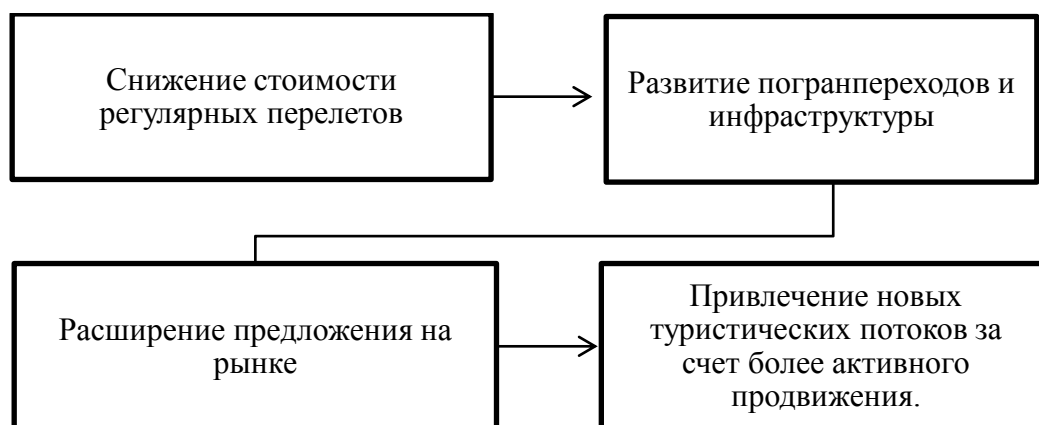 Снижение стоимости
регулярных перелетов
Развитие погранпереходов и
инфраструктуры
Расширение предложения на
рынке
Привлечение новых
туристических потоков за
счет более активного
продвижения.